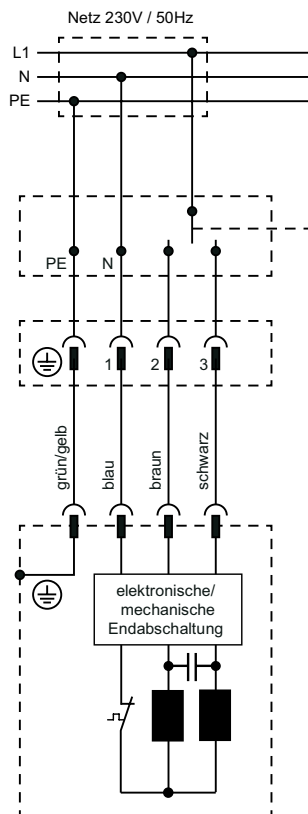 Netz 230V / 50Hz
L1
N
PE
PE
N
1
2
3
grün/gelb
blau
braun
schwarz
elektronische/
mechanische
Endabschaltung